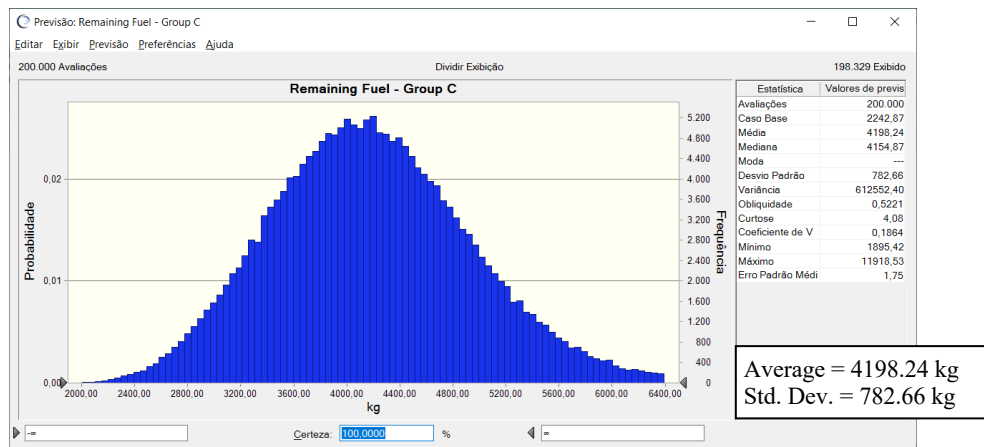 Previsão: Remaining Fuel - Group C
Editar Exibir Previsão Preferências Ajuda
200.000 Avaliações Dividir Exibição 198.329 Exibido
Remaining Fuel - Group C
Probabilidade
0,02
0,01
0,00
5.200
4.800
4.400
4.000
3.600
3.200
2.800
2.400
2.000
1.600
1.200
800
400
0
Frequência
2000,00 2400,00 2800,00 3200,00 3600,00 4000,00 4400,00 4800,00 5200,00 5600,00 6000,00 6400,00
kg
Estatística Valores de previs
Avaliações 200.000
Caso Base 2242,87
Média 4198,24
Mediana 4154,87
Moda ---
Desvio Padrão 782,66
Variância 612552,40
Obliquidade 0,5221
Curtose 4,08
Coeficiente de V 0,1864
Mínimo 1895,42
Máximo 11918,53
Erro Padrão Médi 1,75
Average = 4198.24 kg
Std. Dev. = 782.66 kg
-∞ Certeza: 100,0000 % ∞